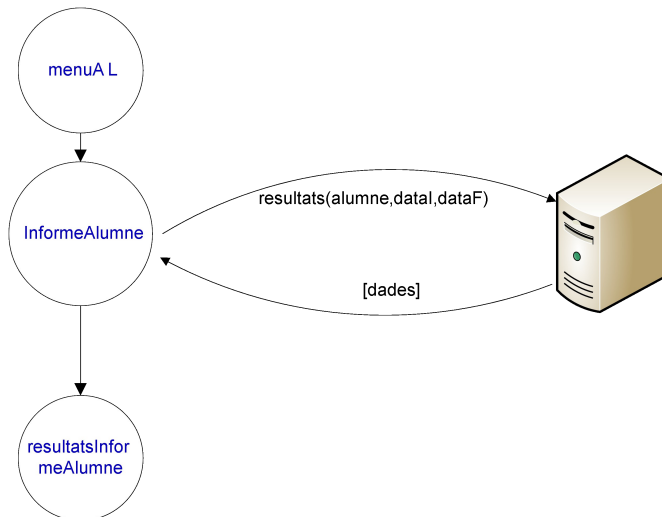 menuA L
resultats(alumne,dataI,dataF)
InformeAlumne
[dades]
resultatsInfor
meAlumne